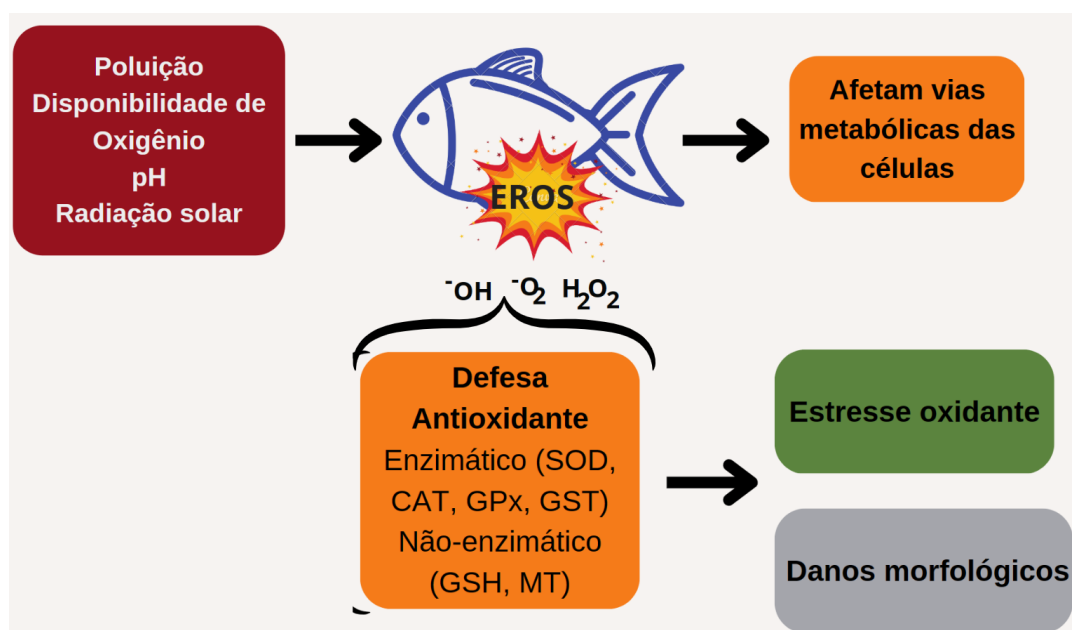 Poluição
Disponibilidade de
Oxigênio
pH
Radiação solar
EROS
Afetam vias
metabólicas das
células
⁻OH ⁻O₂ H₂O₂
Defesa
Antioxidante
Enzimático (SOD,
CAT, GPx, GST)
Não-enzimático
(GSH, MT)
Estresse oxidante
Danos morfológicos